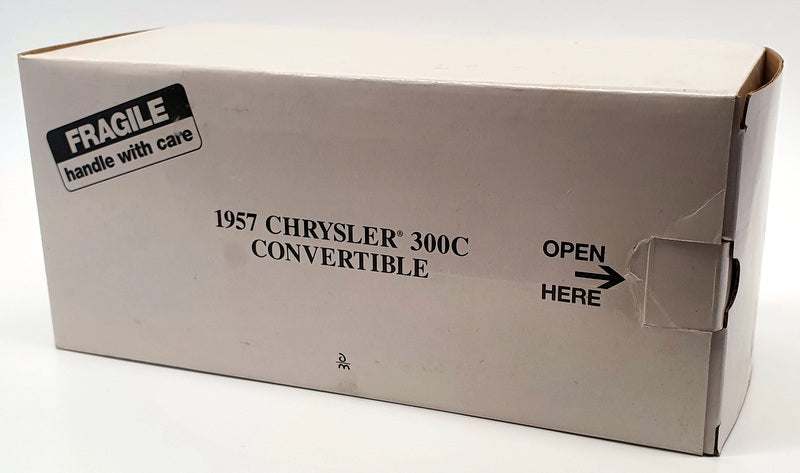 FRAGILE
handle with care
1957 CHRYSLER® 300C
CONVERTIBLE
OPEN
HERE